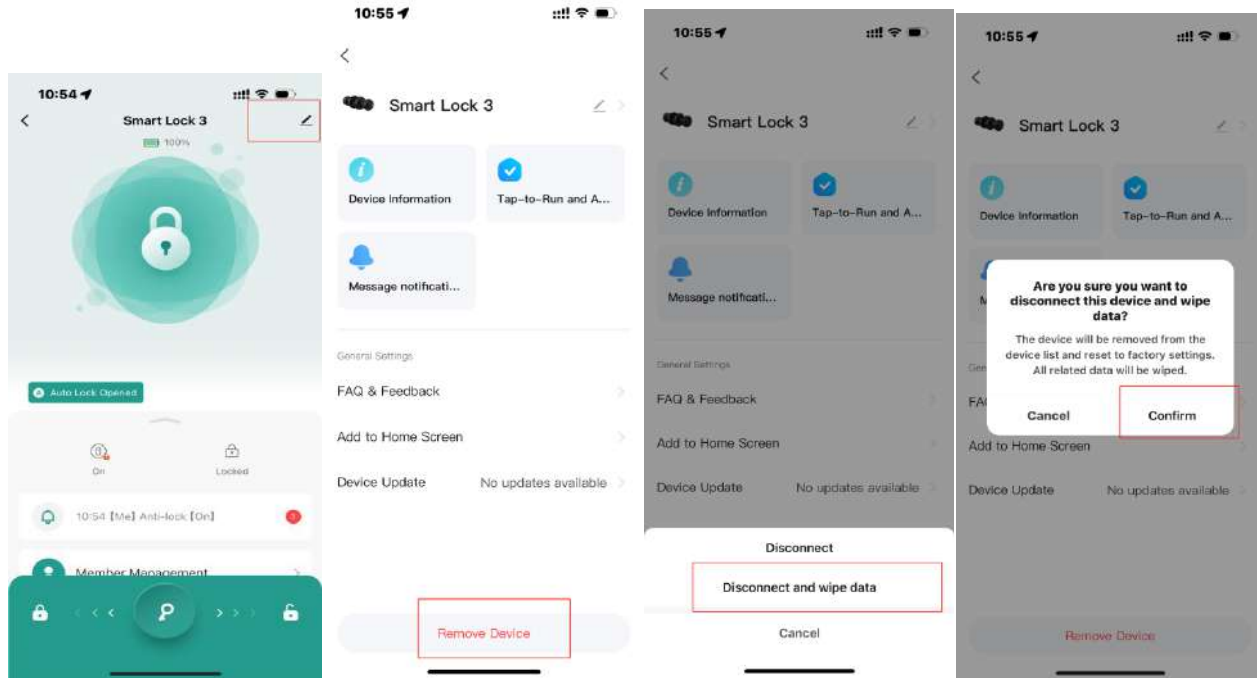 10:54
Smart Lock 3
100%
Auto Lock Opened
On
Locked
10:54【Me】Anti-lock【On】
Member Management
10:55
Smart Lock 3
Device Information
Tap-to-Run and A...
Message notificati...
General Settings
FAQ & Feedback
Add to Home Screen
Device Update
No updates available
Remove Device
10:55
Smart Lock 3
Device Information
Tap-to-Run and A...
Message notificati...
General Settings
FAQ & Feedback
Add to Home Screen
Device Update
No updates available
Disconnect
Disconnect and wipe data
Cancel
10:55
Smart Lock 3
Device Information
Tap-to-Run and A...
M
Are you sure you want to
disconnect this device and wipe
data?
The device will be removed from the
device list and reset to factory settings.
All related data will be wiped.
Cancel
Confirm
Gen
FA
Add to Home Screen
Device Update
No updates available
Remove Device